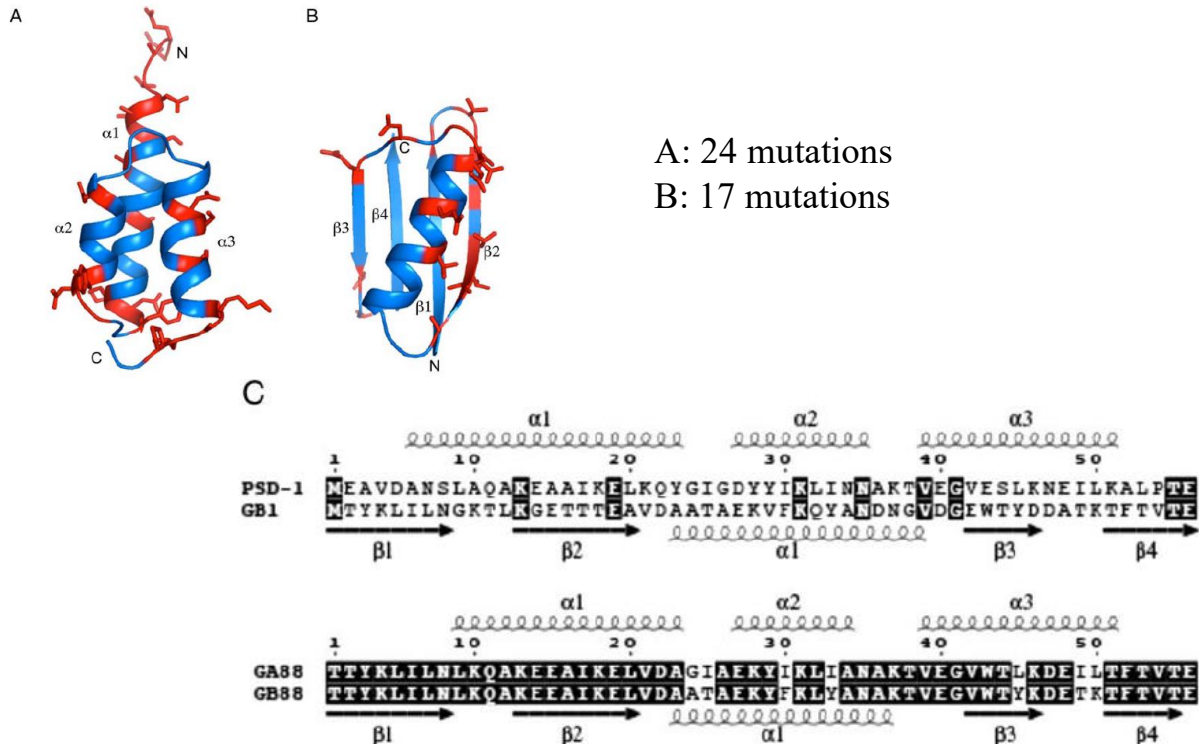 A
B
N
α1
α2
α3
C
C
β3
β4
β2
β1
N
A: 24 mutations
B: 17 mutations
C
α1 α2 α3
1 10 20 30 40 50
PSD-1 MEAVDANSLAQAKEAAIKELKQYGIGDYYIKLINNAKTVEGVESLKNEILKALPTE
GB1 MTYKLILNGKTLKGETTTEAVDAATAEKVFKQYANDNGVDGEWTYDDATKTFTVTE
β1 β2 α1 β3 β4
α1 α2 α3
1 10 20 30 40 50
GA88 TTYKLILNLKQAKEEAIKELVDAGIAEKYIKLIANAKTVEGVWTLKDEILTFTVTE
GB88 TTYKLILNLKQAKEEAIKELVDAATAEKYFKLYANAKTVEGVWTYKDETKTFTVTE
β1 β2 α1 β3 β4